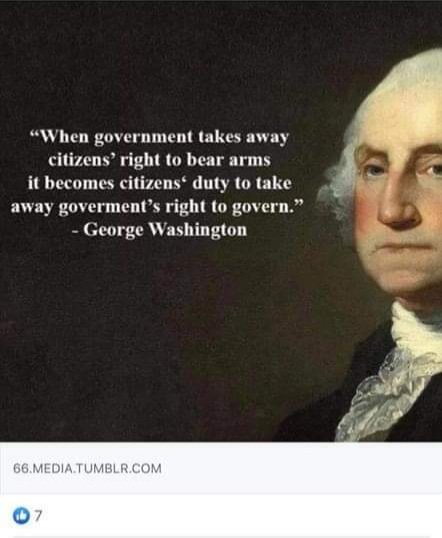 “When government takes away
citizens’ right to bear arms
it becomes citizens‘ duty to take
away goverment’s right to govern.”
- George Washington
66.MEDIA.TUMBLR.COM
7